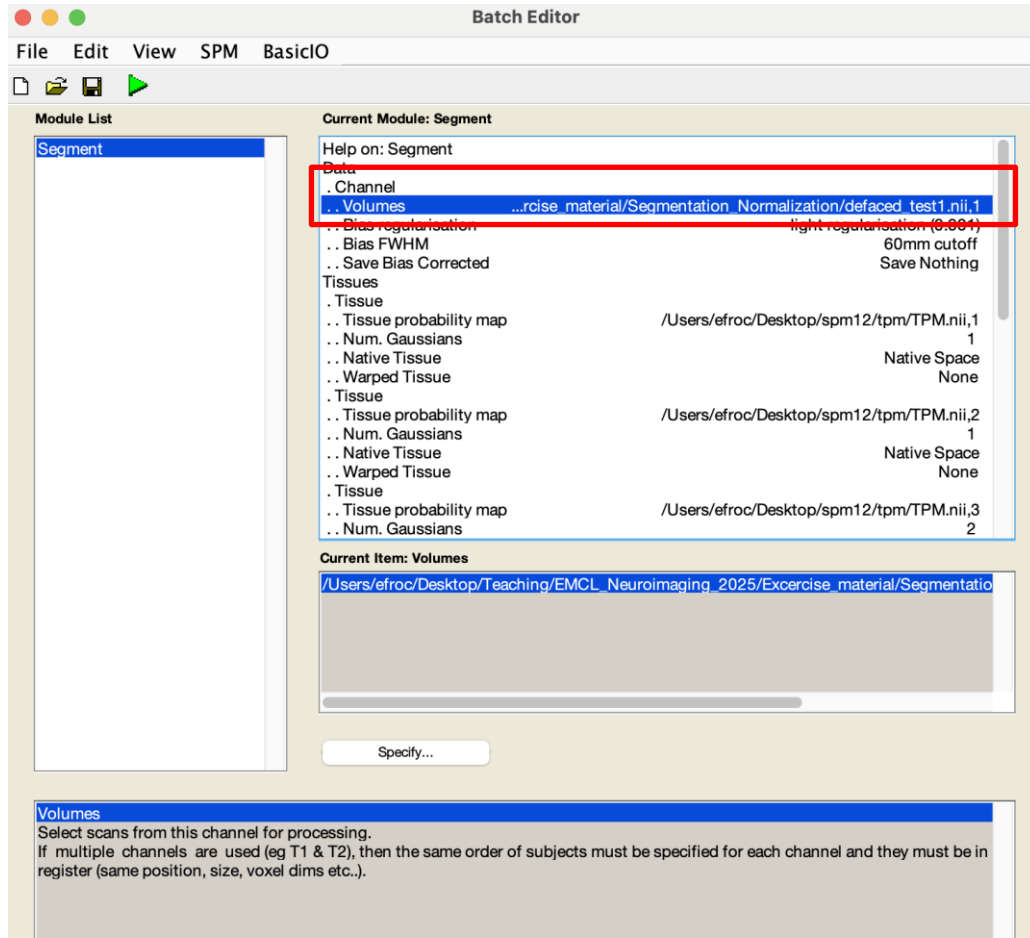 Batch Editor
File Edit View SPM BasicIO
Module List
Segment
Current Module: Segment
Help on: Segment
Data
. Channel
. . Volumes ...rcise_material/Segmentation_Normalization/defaced_test1.nii,1
. . Bias regularisation light regularisation (0.001)
. . Bias FWHM 60mm cutoff
. . Save Bias Corrected Save Nothing
Tissues
. Tissue
. . Tissue probability map /Users/efroc/Desktop/spm12/tpm/TPM.nii,1
. . Num. Gaussians 1
. . Native Tissue Native Space
. . Warped Tissue None
. Tissue
. . Tissue probability map /Users/efroc/Desktop/spm12/tpm/TPM.nii,2
. . Num. Gaussians 1
. . Native Tissue Native Space
. . Warped Tissue None
. Tissue
. . Tissue probability map /Users/efroc/Desktop/spm12/tpm/TPM.nii,3
. . Num. Gaussians 2
Current Item: Volumes
/Users/efroc/Desktop/Teaching/EMCL_Neuroimaging_2025/Excercise_material/Segmentatio
Specify...
Volumes
Select scans from this channel for processing.
If multiple channels are used (eg T1 & T2), then the same order of subjects must be specified for each channel and they must be in
register (same position, size, voxel dims etc..).